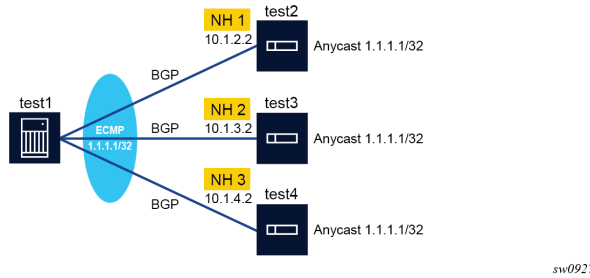 test2
NH 1
10.1.2.2
Anycast 1.1.1.1/32
BGP
test1
test3
NH 2
ECMP
BGP
10.1.3.2
Anycast 1.1.1.1/32
1.1.1.1/32
NH 3
test4
10.1.4.2
BGP
Anycast 1.1.1.1/32